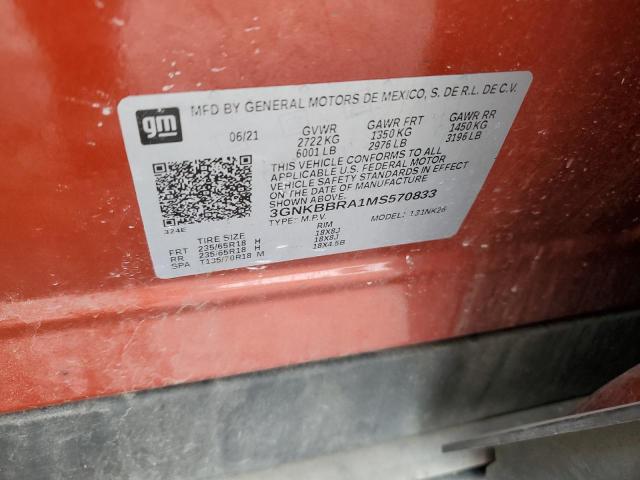 gm
MFD BY GENERAL MOTORS DE MEXICO, S. DE R.L. DE C.V.
06/21 GVWR GAWR FRT GAWR RR
2722 KG 1350 KG 1450 KG
6001 LB 2976 LB 3196 LB
THIS VEHICLE CONFORMS TO ALL
APPLICABLE U.S. FEDERAL MOTOR
VEHICLE SAFETY STANDARDS IN EFFECT
ON THE DATE OF MANUFACTURE
SHOWN ABOVE.
3GNKBBRA1MS570833
TYPE: M.P.V. MODEL: 131NK26
324E
TIRE SIZE RIM
FRT 235/65R18 H 18X8J
RR 235/65R18 H 18X8J
SPA T135/70R18 M 18X4.5B